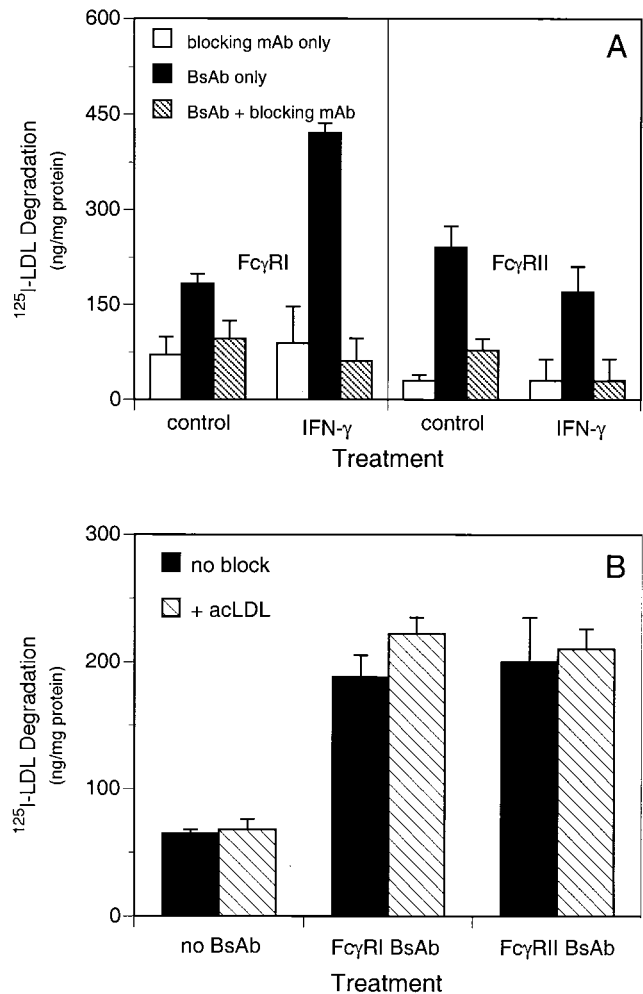 600
450
300
150
0
¹²⁵I-LDL Degradation
(ng/mg protein)
blocking mAb only
BsAb only
BsAb + blocking mAb
A
FcγRI
FcγRII
control
IFN-γ
control
IFN-γ
Treatment
300
200
100
0
¹²⁵I-LDL Degradation
(ng/mg protein)
no block
+ acLDL
B
no BsAb
FcγRI BsAb
FcγRII BsAb
Treatment